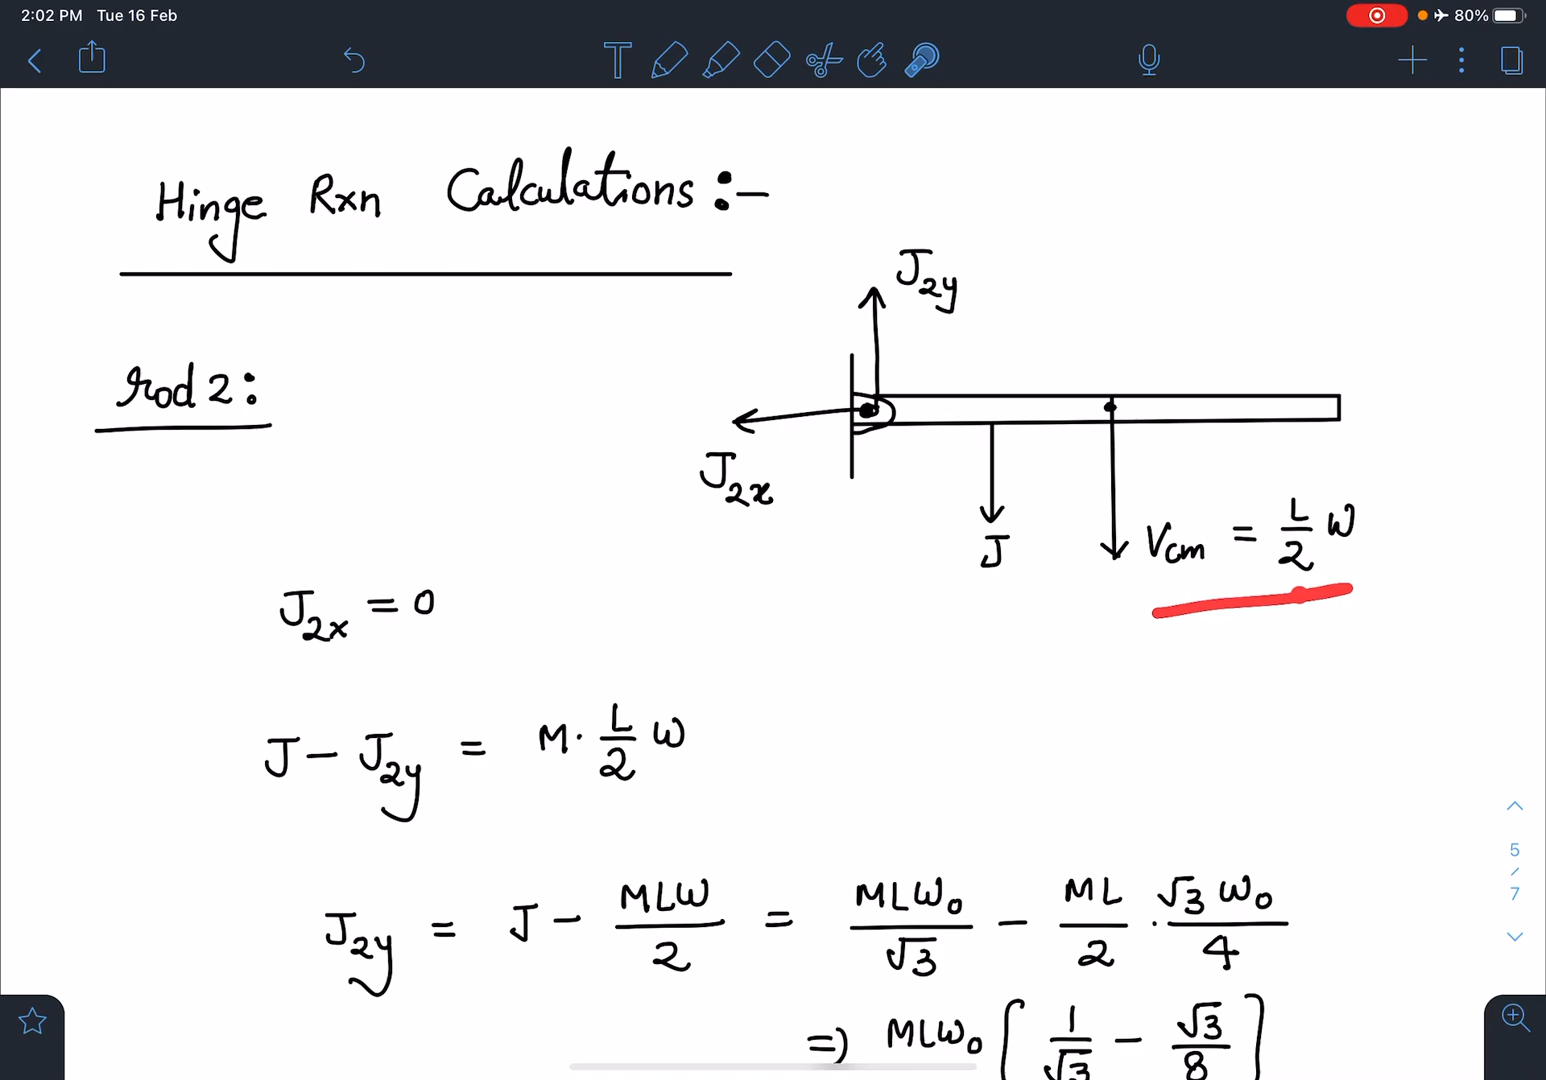 2:02 PM Tue 16 Feb 80%
T
Hinge Rxn Calculations :-
J2y
rod 2:
J2x
J
Vcm = L/2 ω
J2x = 0
J - J2y = M · L/2 ω
J2y = J - MLω/2 = MLω0/√3 - ML/2 · √3 ω0/4
=) MLω0 [ 1/√3 - √3/8 ]
5
/
7